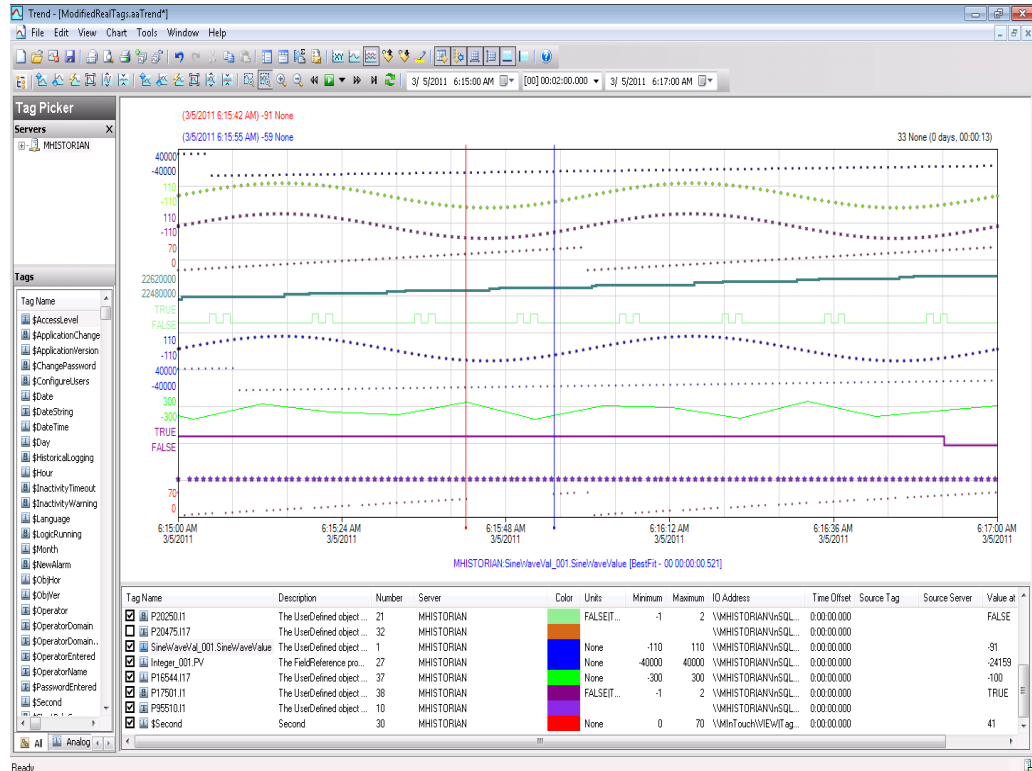 Trend - [ModifiedRealTags.aaTrend*]
File Edit View Chart Tools Window Help
3/ 5/2011 6:15:00 AM [00] 00:02:00.000 3/ 5/2011 6:17:00 AM
Tag Picker
Servers X
MHISTORIAN
(3/5/2011 6:15:42 AM) -91 None
(3/5/2011 6:15:55 AM) -59 None
33 None (0 days, 00:00:13)
40000
-40000
110
-110
110
-110
70
0
22620000
22480000
TRUE
FALSE
110
-110
40000
-40000
300
-300
TRUE
FALSE
70
0
6:15:00 AM 6:15:24 AM 6:15:48 AM 6:16:12 AM 6:16:36 AM 6:17:00 AM
3/5/2011 3/5/2011 3/5/2011 3/5/2011 3/5/2011 3/5/2011
MHISTORIAN:SineWaveVal_001.SineWaveValue [BestFit - 00 00:00:00.521]
Tags
Tag Name
$AccessLevel
$ApplicationChange
$ApplicationVersion
$ChangePassword
$ConfigureUsers
$Date
$DateString
$DateTime
$Day
$HistoricalLogging
$Hour
$InactivityTimeout
$InactivityWarning
$Language
$LogicRunning
$Month
$NewAlarm
$ObjHor
$ObjVer
$Operator
$OperatorDomain
$OperatorDomain..
$OperatorEntered
$OperatorName
$PasswordEntered
$Second
All Analog
Tag Name Description Number Server Color Units Minimum Maximum IO Address Time Offset Source Tag Source Server Value at
P20250.I1 The UserDefined object ... 21 MHISTORIAN FALSE|T... -1 2 \\MHISTORIAN\InSQL... 0:00:00.000 FALSE
P20475.I17 The UserDefined object ... 32 MHISTORIAN \\MHISTORIAN\InSQL... 0:00:00.000
SineWaveVal_001.SineWaveValue The UserDefined object ... 1 MHISTORIAN None -110 110 \\MHISTORIAN\InSQL... 0:00:00.000 -91
Integer_001.PV The FieldReference pro... 27 MHISTORIAN None -40000 40000 \\MHISTORIAN\InSQL... 0:00:00.000 -24159
P16544.I17 The UserDefined object ... 37 MHISTORIAN None -300 300 \\MHISTORIAN\InSQL... 0:00:00.000 -100
P17501.I1 The UserDefined object ... 38 MHISTORIAN FALSE|T... -1 2 \\MHISTORIAN\InSQL... 0:00:00.000 TRUE
P95510.I1 The UserDefined object ... 10 MHISTORIAN \\MHISTORIAN\InSQL... 0:00:00.000
$Second Second 30 MHISTORIAN None 0 70 \\MInTouch\VIEW|Tag... 0:00:00.000 41
Ready